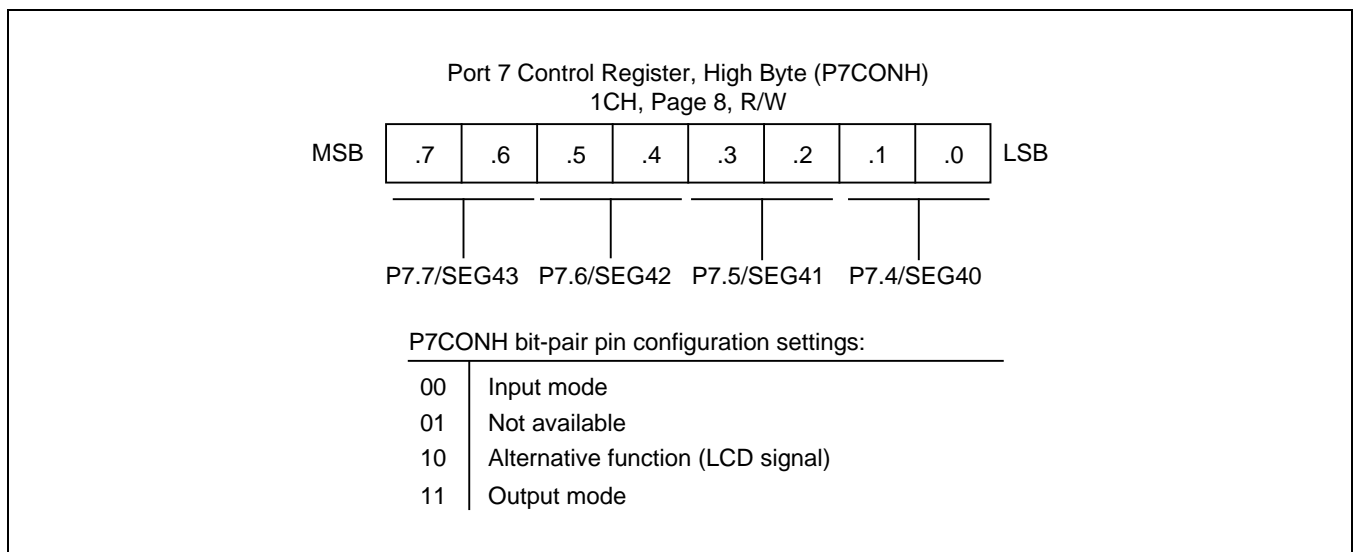 Port 7 Control Register, High Byte (P7CONH)
1CH, Page 8, R/W
MSB .7 .6 .5 .4 .3 .2 .1 .0 LSB
P7.7/SEG43 P7.6/SEG42 P7.5/SEG41 P7.4/SEG40
P7CONH bit-pair pin configuration settings:
00 Input mode
01 Not available
10 Alternative function (LCD signal)
11 Output mode